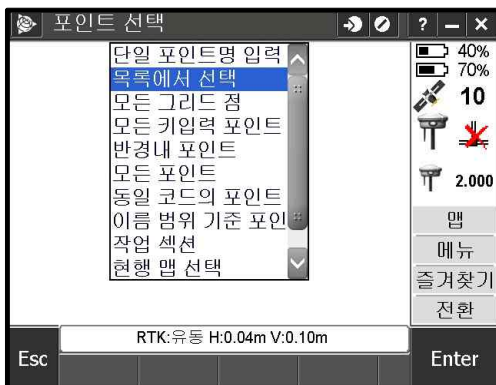 포인트 선택
? – ×
단일 포인트명 입력
목록에서 선택
모든 그리드 점
모든 키입력 포인트
반경내 포인트
모든 포인트
동일 코드의 포인트
이름 범위 기준 포인
작업 섹션
현행 맵 선택
40%
70%
10
2.000
맵
메뉴
즐겨찾기
전환
RTK:유동 H:0.04m V:0.10m
Esc
Enter